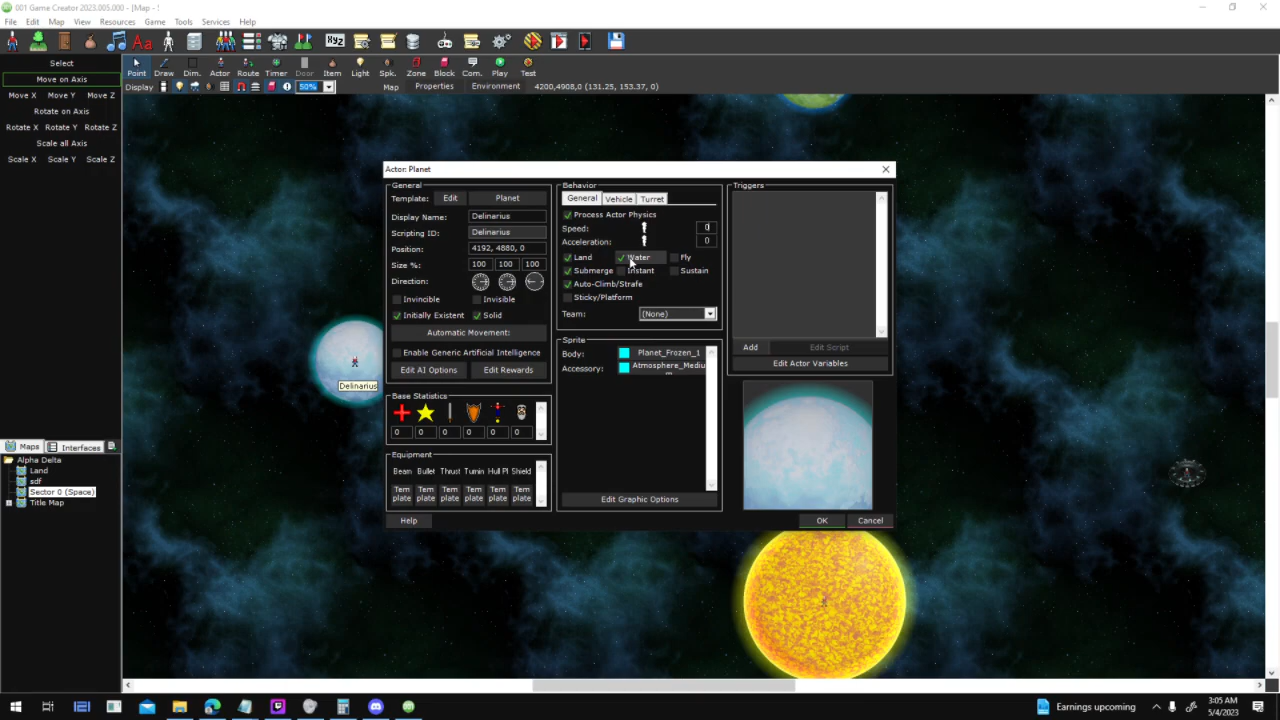 001 Game Creator 2023.005.000 - [Map - !
File Edit Map View Resources Game Tools Services Help
Aa XYZ
Select
Point Draw Dim. Actor Route Timer Door Item Light Spk. Zone Block Com. Play Test
Move on Axis
Display 50% Map Properties Environment 4200,4908,0 (131.25, 153.37, 0)
Move X Move Y Move Z
Rotate on Axis
Rotate X Rotate Y Rotate Z
Scale all Axis
Scale X Scale Y Scale Z
Actor: Planet
General
Template: Edit Planet
Display Name: Delinarius
Scripting ID: Delinarius
Position: 4192, 4880, 0
Size %: 100 100 100
Direction:
Invincible Invisible
Initially Existent Solid
Automatic Movement:
Enable Generic Artificial Intelligence
Edit AI Options Edit Rewards
Base Statistics
0 0 0 0 0 0
Equipment
Beam Bullet Thrust Turnin Hull Pl Shield
Tem plate Tem plate Tem plate Tem plate Tem plate Tem plate
Help
Behavior
General Vehicle Turret
Process Actor Physics
Speed: 0
Acceleration: 0
Land Water Fly
Submerge Instant Sustain
Auto-Climb/Strafe
Sticky/Platform
Team: (None)
Sprite
Body: Planet_Frozen_1
Accessory: Atmosphere_Mediu
m
Edit Graphic Options
Triggers
Add Edit Script
Edit Actor Variables
OK Cancel
Delinarius
Maps Interfaces
Alpha Delta
Land
sdf
Sector 0 (Space)
Title Map
Earnings upcoming
3:05 AM
5/4/2023